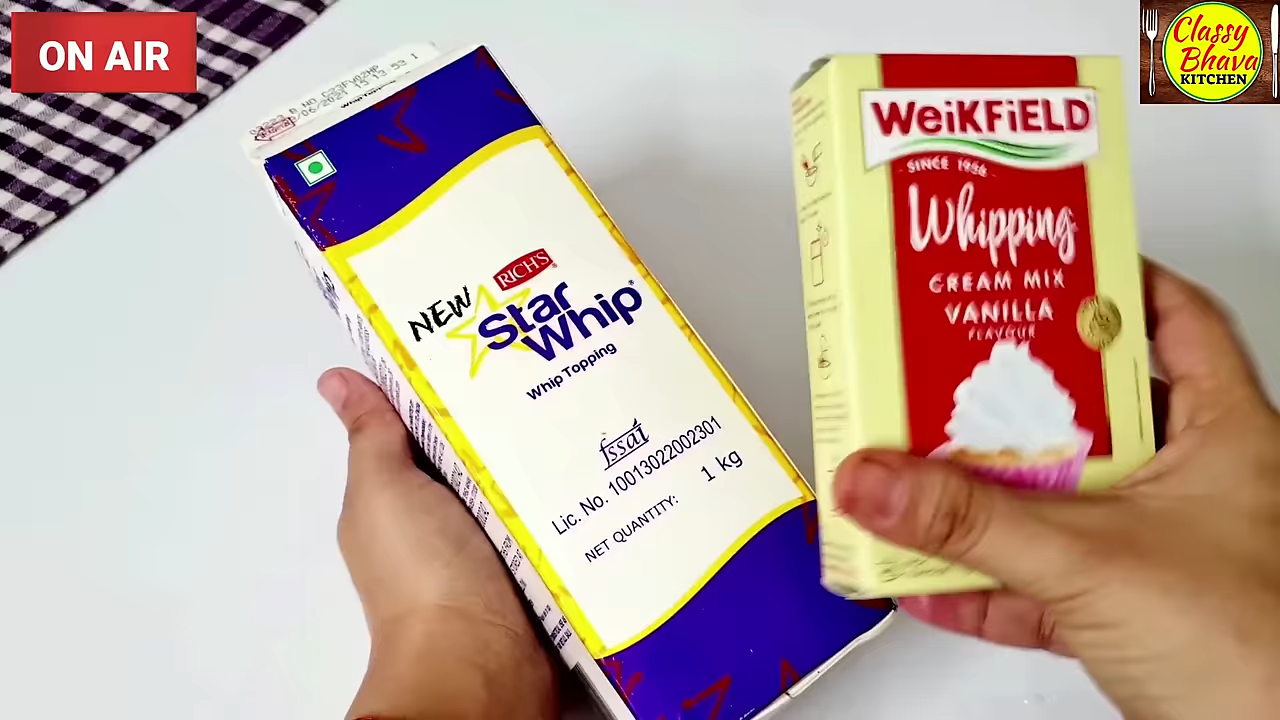 ON AIR
Classy
Bhava
KITCHEN
NEW
RICH'S
Star
Whip
Whip Topping
fssai
Lic. No. 10013022002301
NET QUANTITY: 1 kg
WeiKFiELD
SINCE 1956
Whipping
CREAM MIX
VANILLA
FLAVOUR